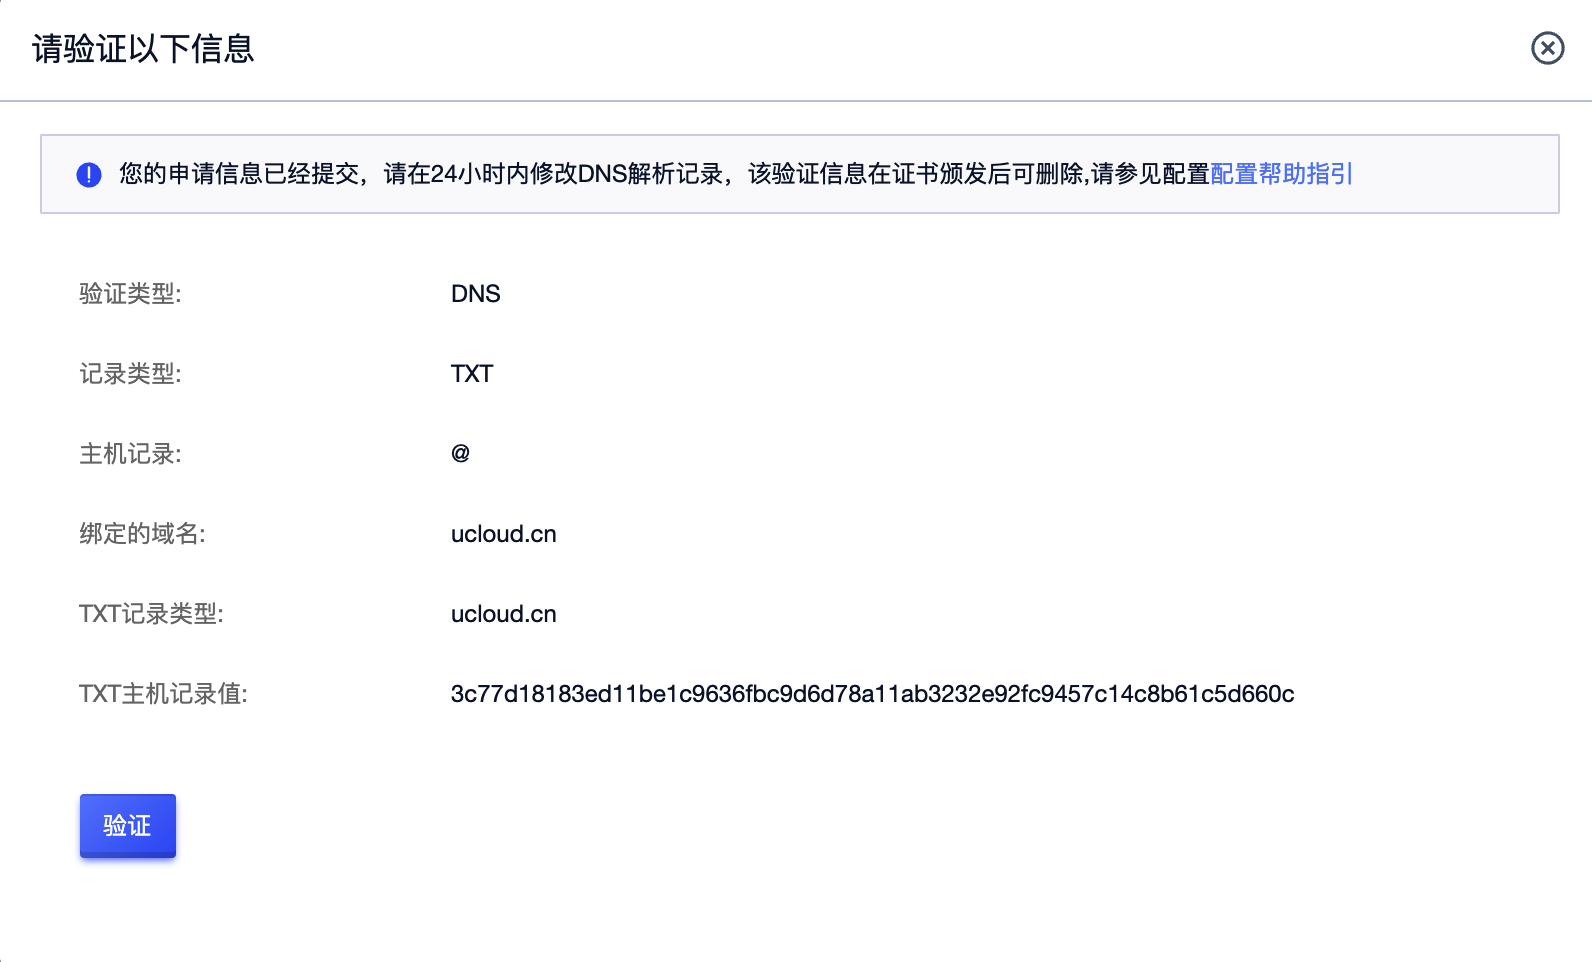 请验证以下信息
您的申请信息已经提交，请在24小时内修改DNS解析记录，该验证信息在证书颁发后可删除,请参见配置配置帮助指引
验证类型: DNS
记录类型: TXT
主机记录: @
绑定的域名: ucloud.cn
TXT记录类型: ucloud.cn
TXT主机记录值: 3c77d18183ed11be1c9636fbc9d6d78a11ab3232e92fc9457c14c8b61c5d660c
验证